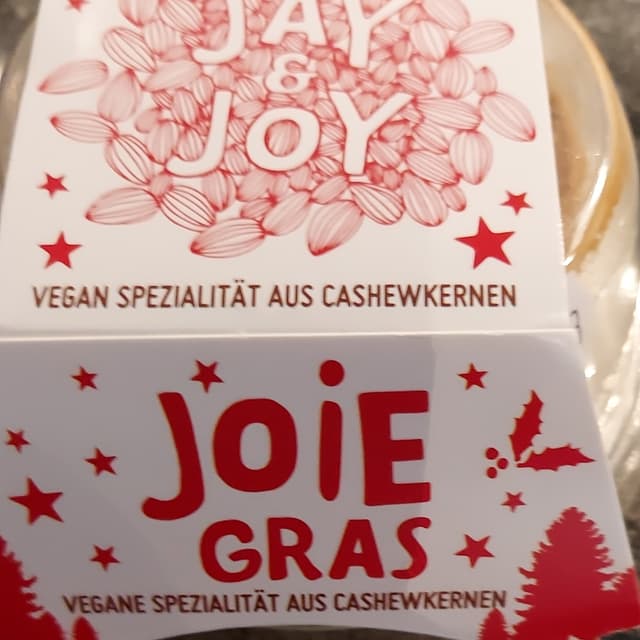 JAY
&
JOY
VEGAN SPEZIALITÄT AUS CASHEWKERNEN
JOiE
GRAS
VEGANE SPEZIALITÄT AUS CASHEWKERNEN